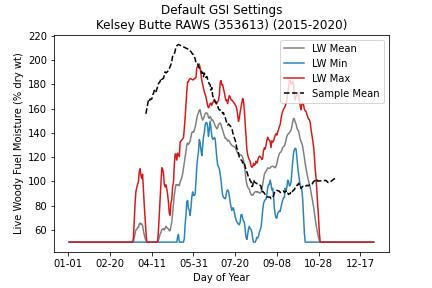 Default GSI Settings
Kelsey Butte RAWS (353613) (2015-2020)
Live Woody Fuel Moisture (% dry wt)
220
200
180
160
140
120
100
80
60
LW Mean
LW Min
LW Max
Sample Mean
01-01 02-20 04-11 05-31 07-20 09-08 10-28 12-17
Day of Year